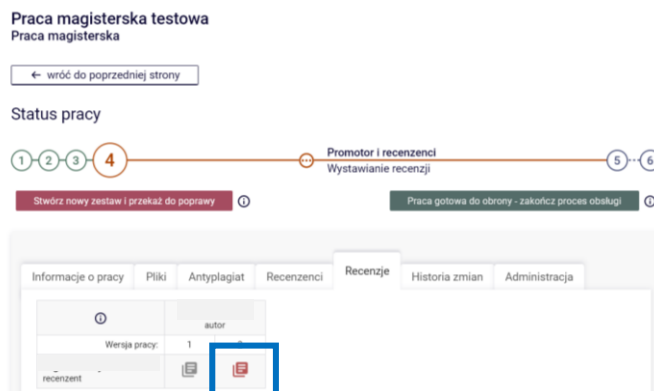 Praca magisterska testowa
Praca magisterska
← wróć do poprzedniej strony
Status pracy
1 2 3 4
Promotor i recenzenci
Wystawianie recenzji
5 6
Stwórz nowy zestaw i przekaż do poprawy
Praca gotowa do obrony - zakończ proces obsługi
Informacje o pracy Pliki Antyplagiat Recenzenci Recenzje Historia zmian Administracja
autor
Wersja pracy: 1
recenzent